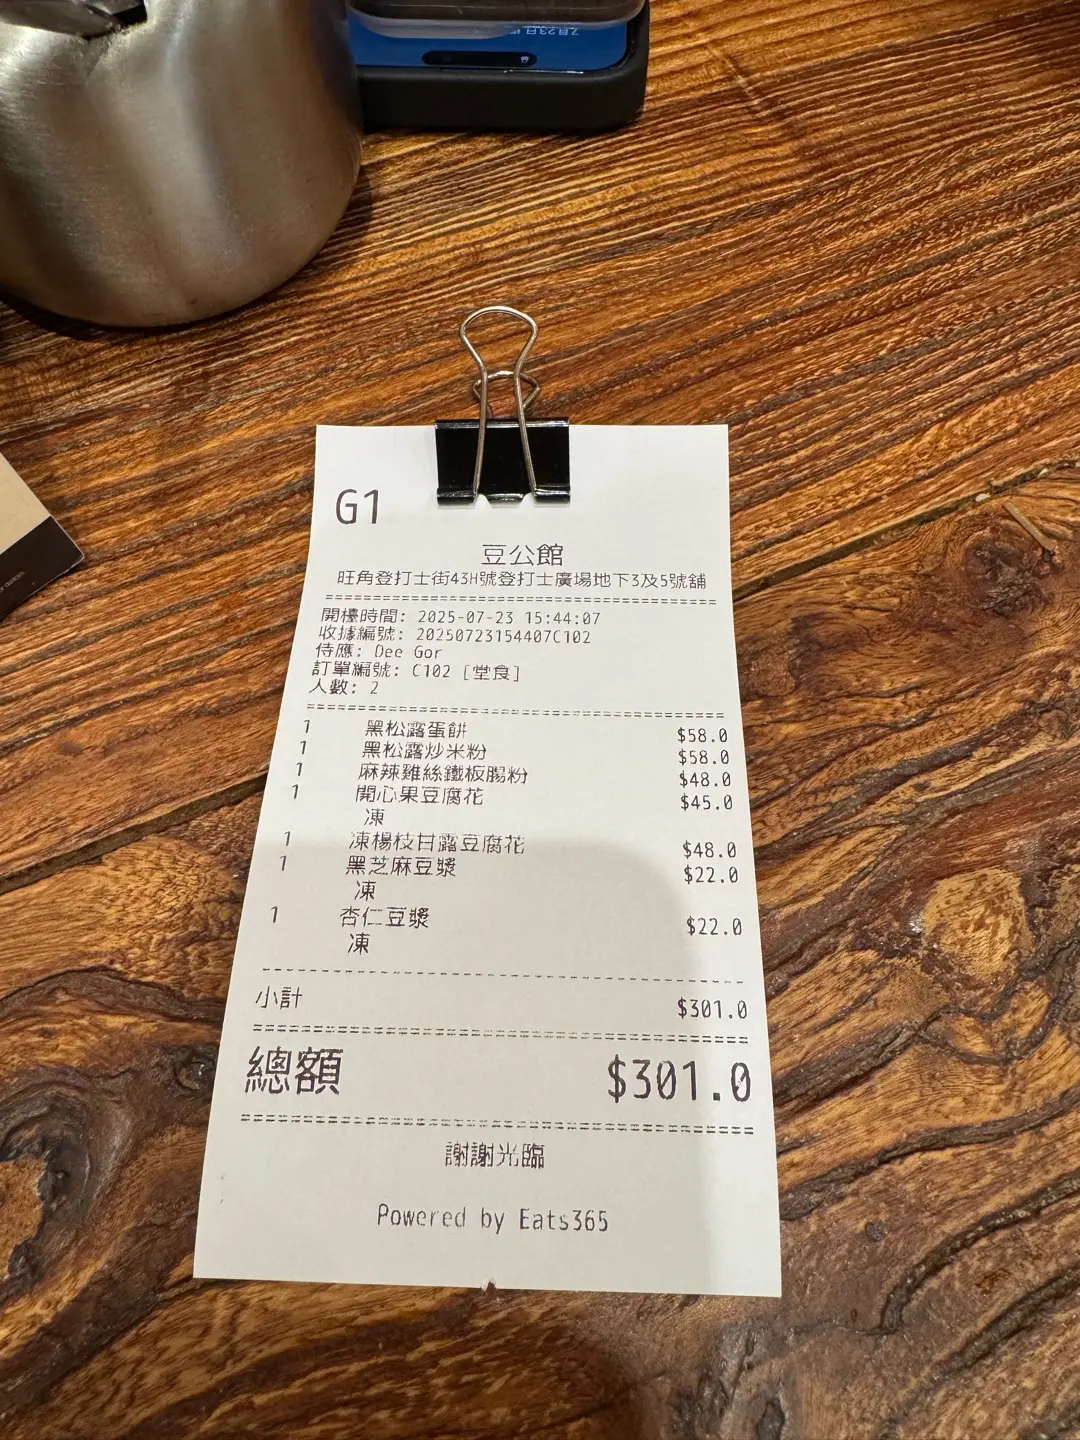 7月23日
G1
豆公館
旺角登打士街43H號登打士廣場地下3及5號舖
開檯時間: 2025-07-23 15:44:07
收據編號: 20250723154407C102
侍應: Dee Gor
訂單編號: C102 [堂食]
人數: 2
1 黑松露蛋餅 $58.0
1 黑松露炒米粉 $58.0
1 麻辣雞絲鐵板腸粉 $48.0
1 開心果豆腐花 $45.0
凍
1 凍楊枝甘露豆腐花 $48.0
1 黑芝麻豆漿 $22.0
凍
1 杏仁豆漿 $22.0
凍
小計 $301.0
總額 $301.0
謝謝光臨
Powered by Eats365